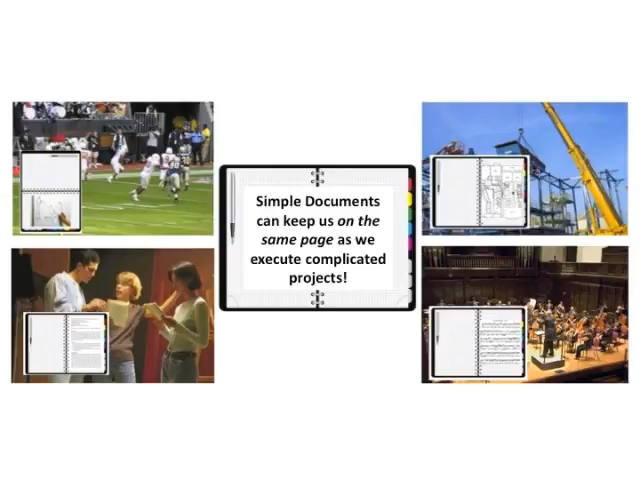 Simple Documents
can keep us on the
same page as we
execute complicated
projects!